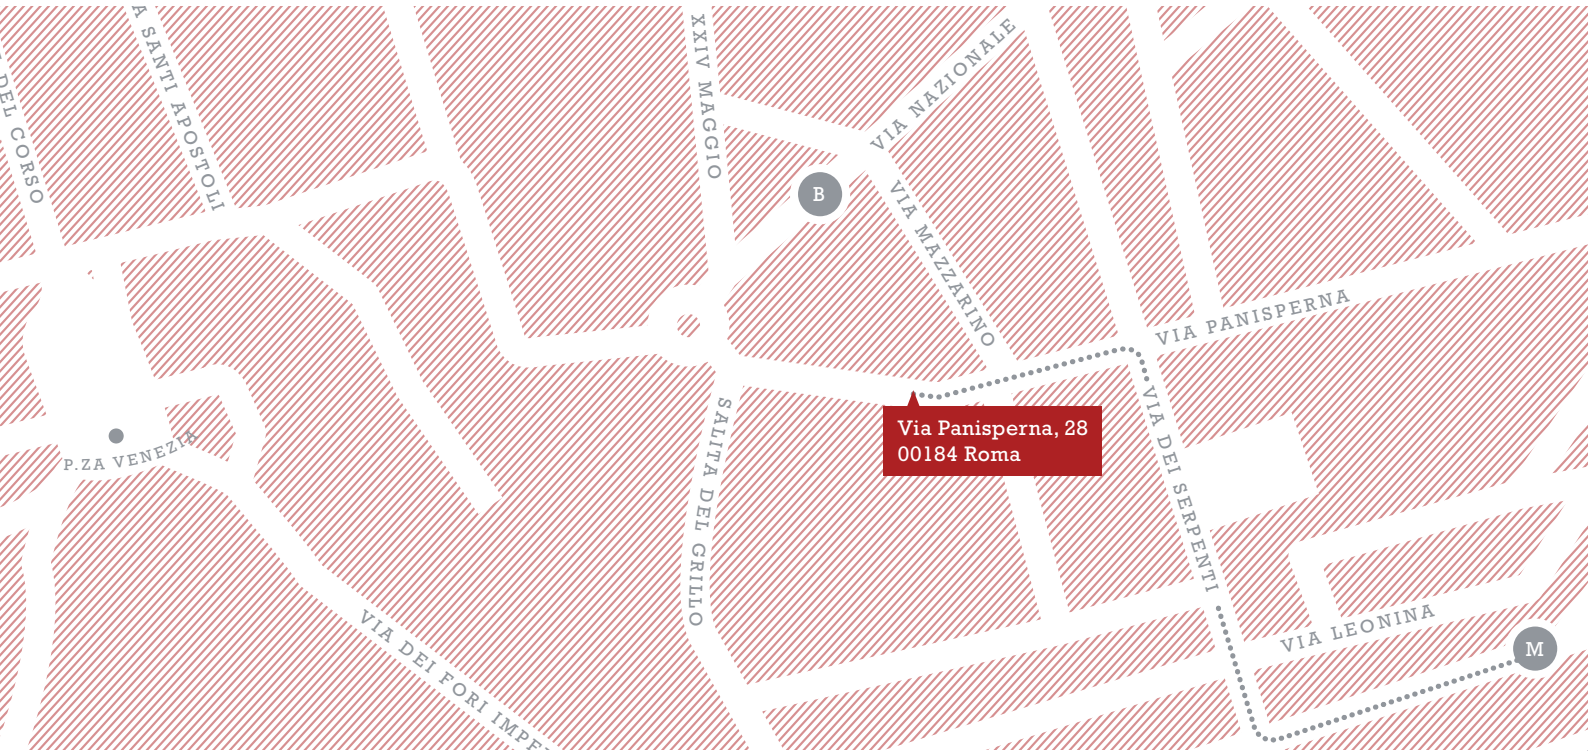 A SANTI APOSTOLI
DEL CORSO
XXIV MAGGIO
VIA NAZIONALE
B
VIA MAZZARINO
VIA PANISPERNA
P.ZA VENEZIA
SALITA DEL GRILLO
Via Panisperna, 28
00184 Roma
VIA DEI SERPENTI
VIA DEI FORI IMPE
VIA LEONINA
M